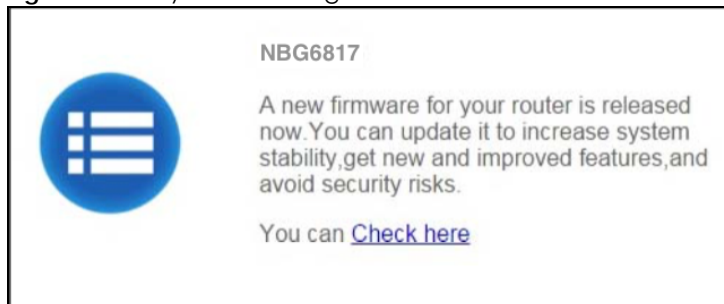 NBG6817
A new firmware for your router is released
now.You can update it to increase system
stability,get new and improved features,and
avoid security risks.
You can Check here